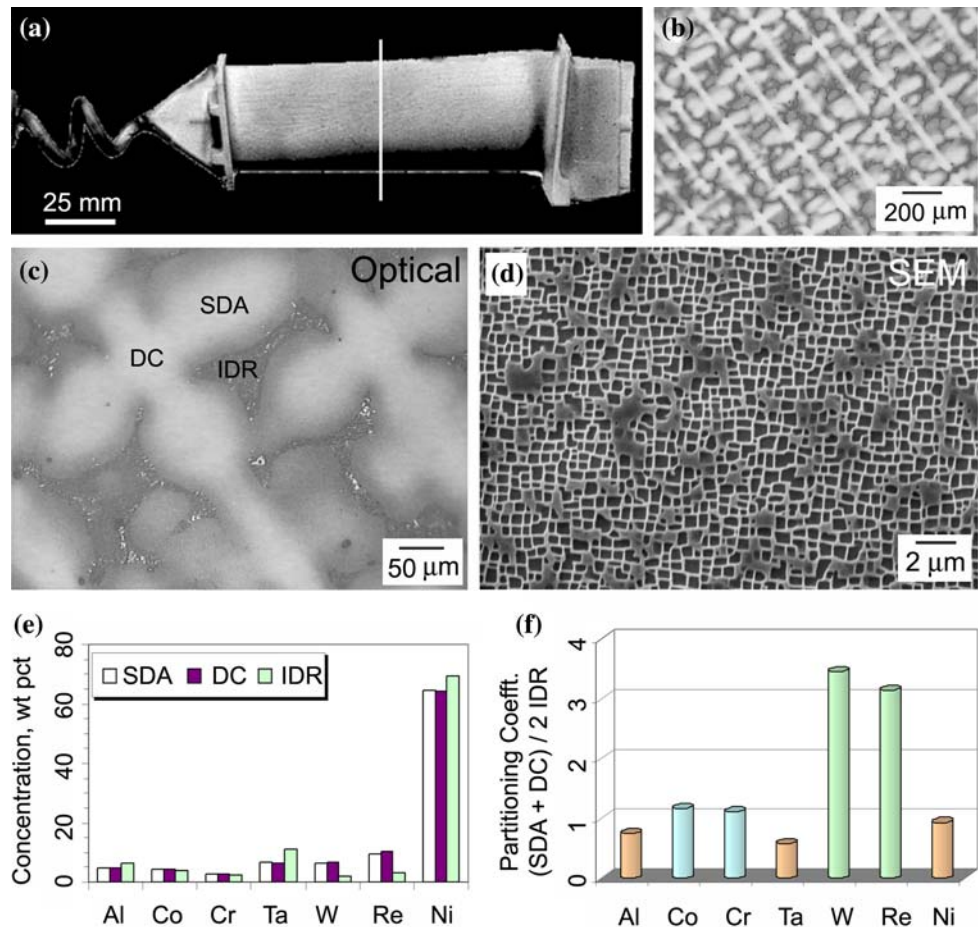 (a)
25 mm
(b)
200 μm
(c)
Optical
SDA
DC
IDR
50 μm
(d)
SEM
2 μm
(e)
Concentration, wt pct
80
60
40
20
0
SDA DC IDR
Al Co Cr Ta W Re Ni
(f)
Partitioning Coefft.
(SDA + DC) / 2 IDR
4
3
2
1
0
Al Co Cr Ta W Re Ni